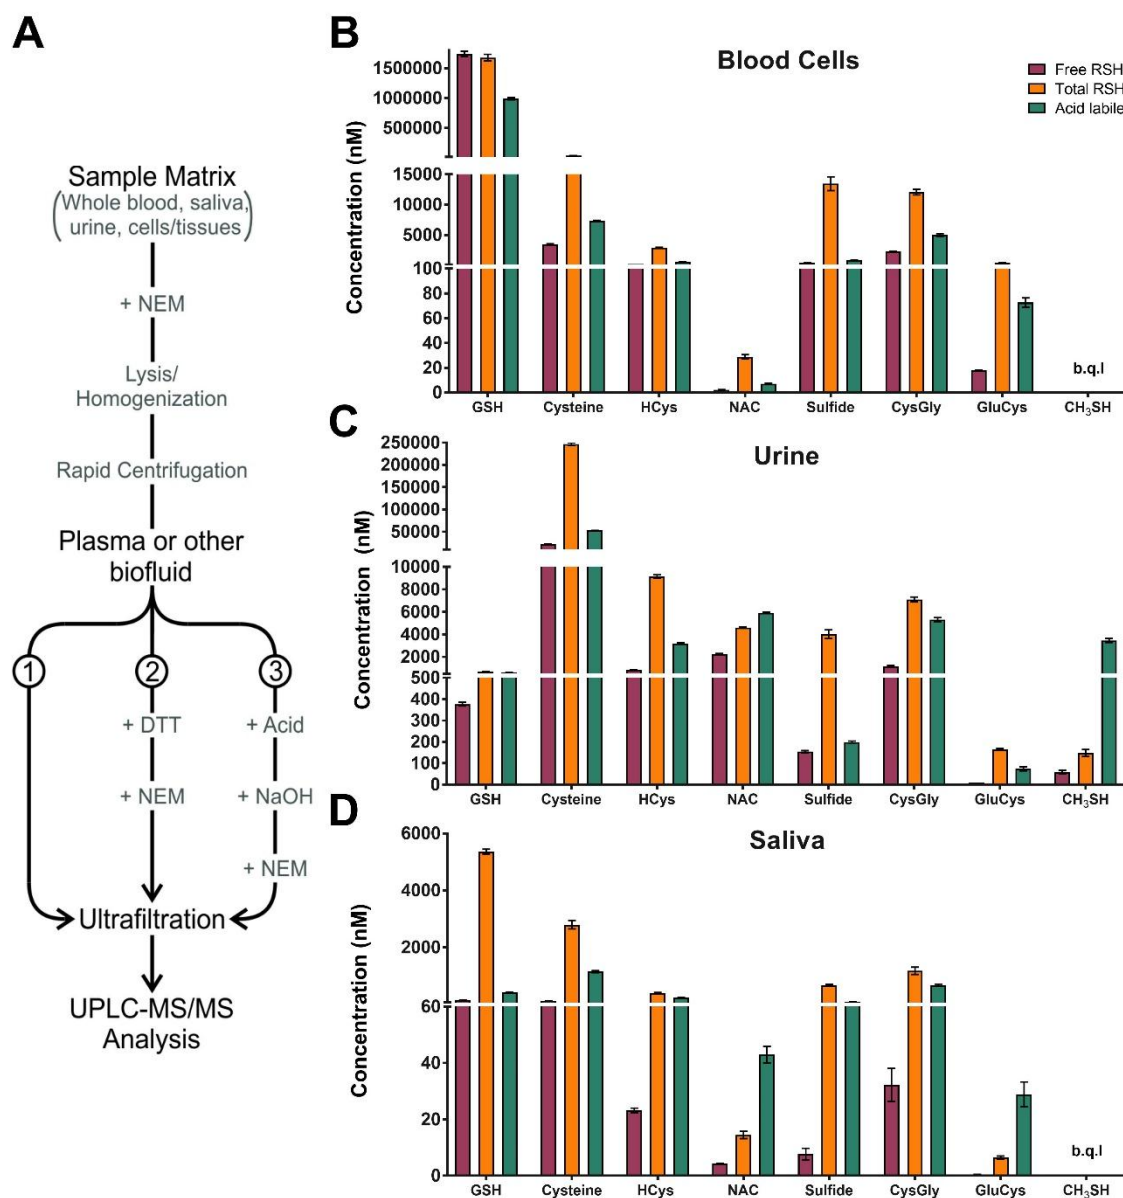 A
Sample Matrix
(Whole blood, saliva,
urine, cells/tissues)
+ NEM
Lysis/
Homogenization
Rapid Centrifugation
Plasma or other
biofluid
1 2 3
+ DTT + Acid
+ NEM + NaOH
+ NEM
Ultrafiltration
UPLC-MS/MS
Analysis
B
Blood Cells
Free RSH
Total RSH
Acid labile
Concentration (nM)
1500000
1000000
500000
15000
10000
5000
100
80
60
40
20
0
b.q.l
GSH Cysteine HCys NAC Sulfide CysGly GluCys CH₃SH
C
Urine
Concentration (nM)
250000
200000
150000
100000
50000
10000
8000
6000
4000
2000
500
400
300
200
100
0
GSH Cysteine HCys NAC Sulfide CysGly GluCys CH₃SH
D
Saliva
Concentration (nM)
6000
4000
2000
60
40
20
0
b.q.l
GSH Cysteine HCys NAC Sulfide CysGly GluCys CH₃SH